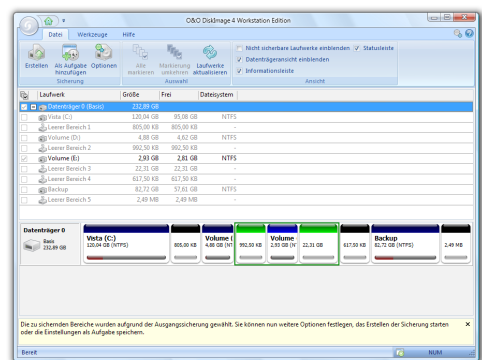 O&O DiskImage 4 Workstation Edition
Datei Werkzeuge Hilfe
Erstellen Als Aufgabe hinzufügen Optionen
Sicherung
Alle markieren Markierung umkehren Laufwerke aktualisieren
Auswahl
Nicht sicherbare Laufwerke einblenden Statusleiste
Datenträgeransicht einblenden
Informationsleiste
Ansicht
Laufwerk Größe Frei Dateisystem
Datenträger 0 (Basis) 232,89 GB
Vista (C:) 120,04 GB 93,08 GB NTFS
Leerer Bereich 1 805,00 KB 805,00 KB -
Volume (D:) 4,88 GB 4,62 GB NTFS
Leerer Bereich 2 992,50 KB 992,50 KB -
Volume (E:) 2,93 GB 2,81 GB NTFS
Leerer Bereich 3 22,31 GB 22,31 GB -
Leerer Bereich 4 617,50 KB 617,50 KB -
Backup 82,72 GB 57,61 GB NTFS
Leerer Bereich 5 2,49 MB 2,49 MB -
Datenträger 0
Basis
232,89 GB
Vista (C:)
120,04 GB (NTFS)
805,00 KB
Volume (
4,88 GB (NT
992,50 KB
Volume
2,93 GB (N
22,31 GB
617,50 KB
Backup
82,72 GB (NTFS)
2,49 MB
Die zu sichernden Bereiche wurden aufgrund der Ausgangssicherung gewählt. Sie können nun weitere Optionen festlegen, das Erstellen der Sicherung starten
oder die Einstellungen als Aufgabe speichern.
Bereit NUM